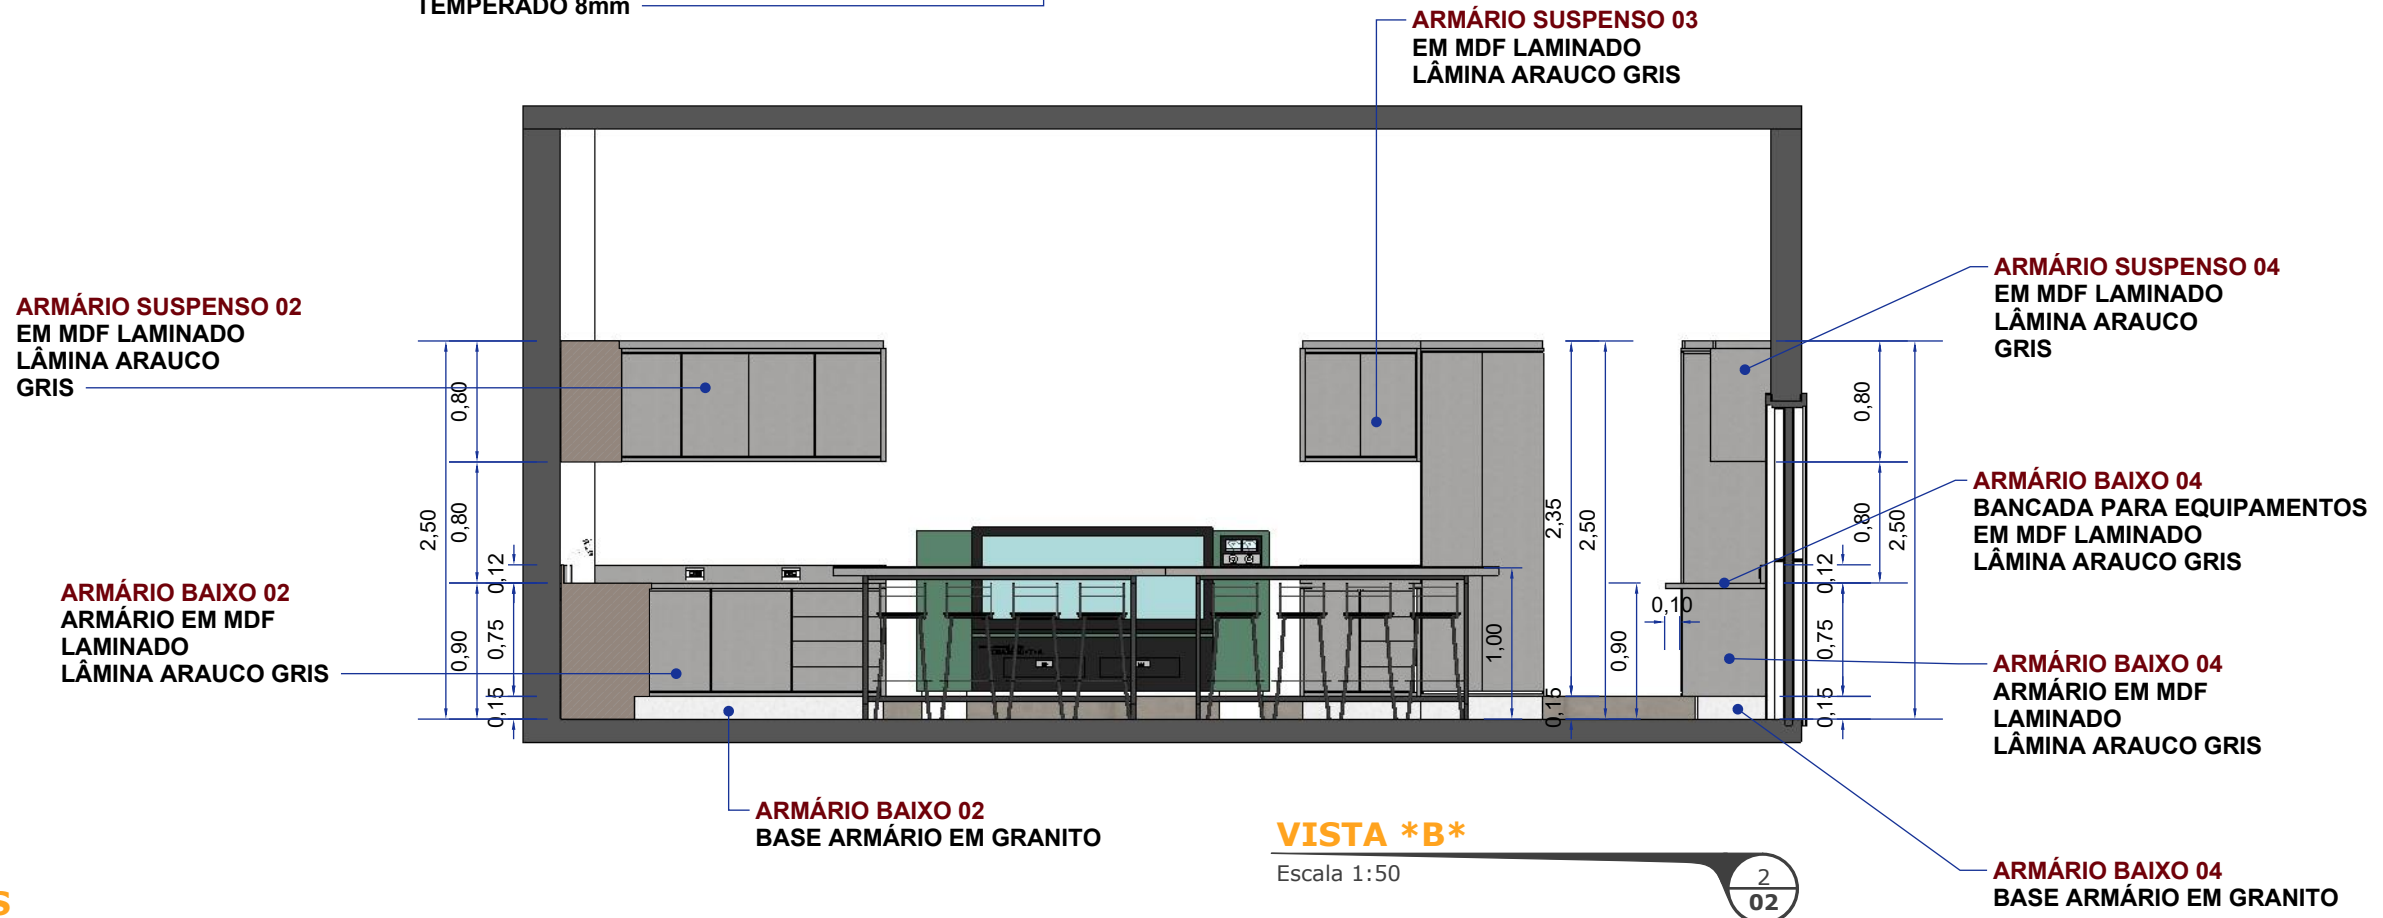 TEMPERADO 8mm
ARMÁRIO SUSPENSO 03
EM MDF LAMINADO
LÂMINA ARAUCO GRIS
ARMÁRIO SUSPENSO 04
EM MDF LAMINADO
LÂMINA ARAUCO
GRIS
ARMÁRIO SUSPENSO 02
EM MDF LAMINADO
LÂMINA ARAUCO
GRIS
ARMÁRIO BAIXO 04
BANCADA PARA EQUIPAMENTOS
EM MDF LAMINADO
LÂMINA ARAUCO GRIS
ARMÁRIO BAIXO 02
ARMÁRIO EM MDF
LAMINADO
LÂMINA ARAUCO GRIS
ARMÁRIO BAIXO 04
ARMÁRIO EM MDF
LAMINADO
LÂMINA ARAUCO GRIS
2,50
0,80
0,80
0,12
0,90
0,75
0,15
1,00
2,35
2,50
0,15
0,90
0,10
0,80
0,80
2,50
0,12
0,75
0,15
ARMÁRIO BAIXO 02
BASE ARMÁRIO EM GRANITO
VISTA *B*
Escala 1:50
2
02
ARMÁRIO BAIXO 04
BASE ARMÁRIO EM GRANITO
S